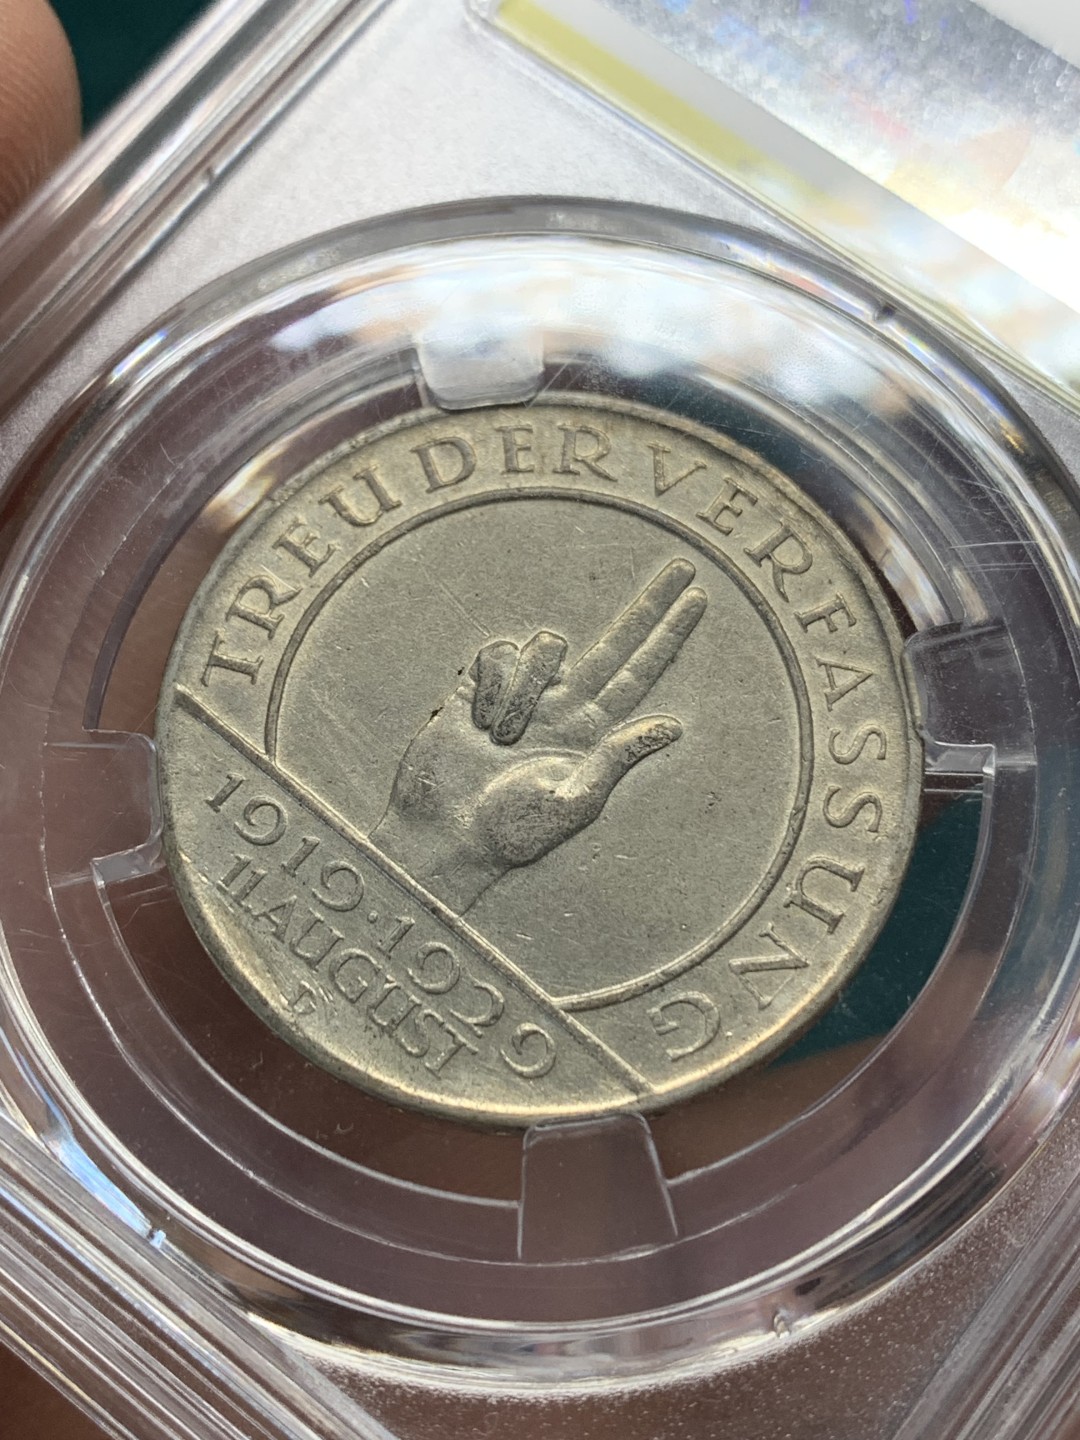 TREU DER VERFASSUNG
1919·1929
11. AUGUST
F